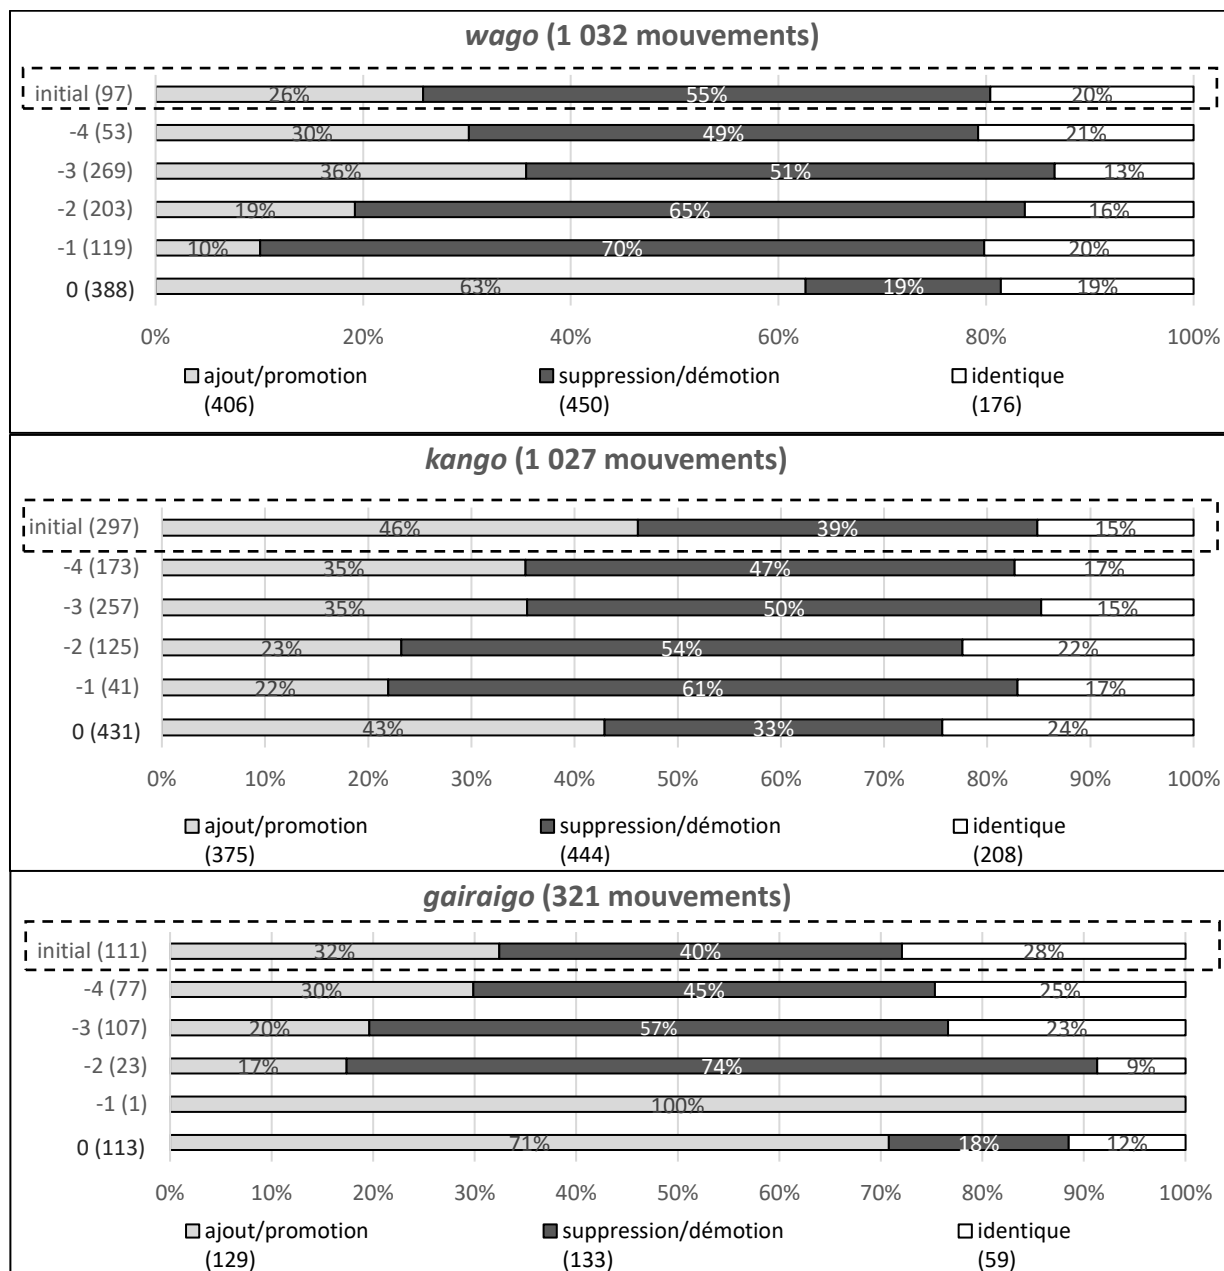 wago (1 032 mouvements)
initial (97) 26% 55% 20%
-4 (53) 30% 49% 21%
-3 (269) 36% 51% 13%
-2 (203) 19% 65% 16%
-1 (119) 10% 70% 20%
0 (388) 63% 19% 19%
0% 20% 40% 60% 80% 100%
ajout/promotion suppression/démotion identique
(406) (450) (176)
kango (1 027 mouvements)
initial (297) 46% 39% 15%
-4 (173) 35% 47% 17%
-3 (257) 35% 50% 15%
-2 (125) 23% 54% 22%
-1 (41) 22% 61% 17%
0 (431) 43% 33% 24%
0% 10% 20% 30% 40% 50% 60% 70% 80% 90% 100%
ajout/promotion suppression/démotion identique
(375) (444) (208)
gairaigo (321 mouvements)
initial (111) 32% 40% 28%
-4 (77) 30% 45% 25%
-3 (107) 20% 57% 23%
-2 (23) 17% 74% 9%
-1 (1) 100%
0 (113) 71% 18% 12%
0% 10% 20% 30% 40% 50% 60% 70% 80% 90% 100%
ajout/promotion suppression/démotion identique
(129) (133) (59)